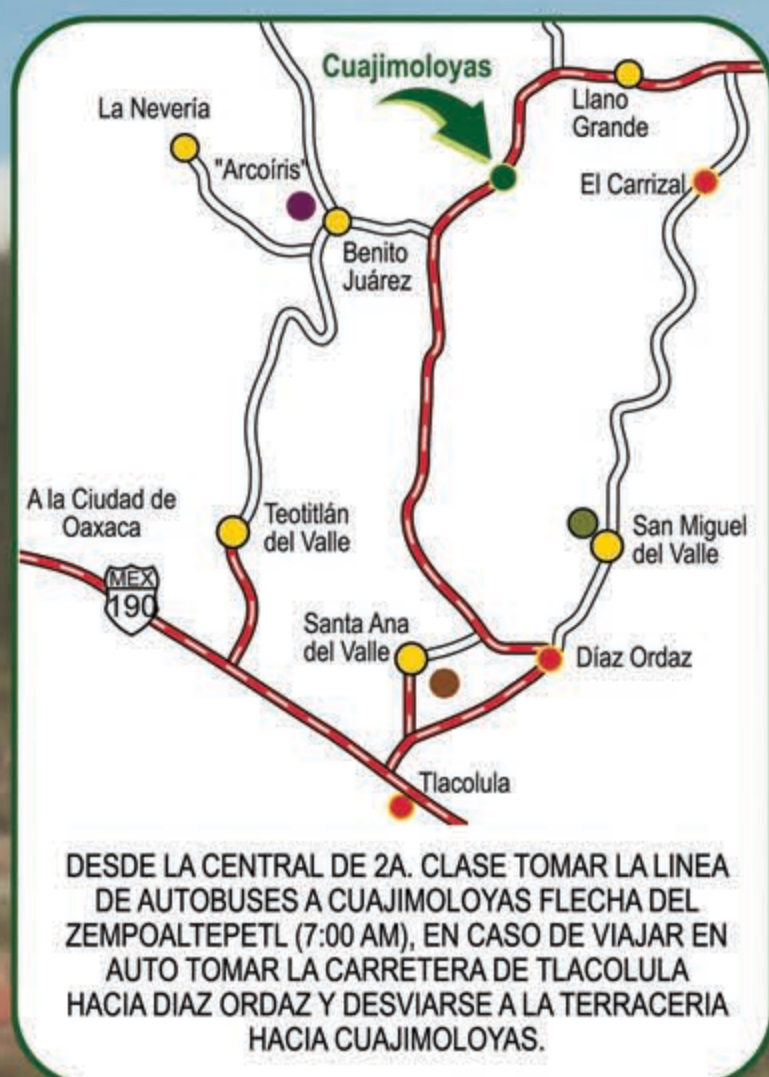 Cuajimoloyas
La Nevería
Llano
Grande
"Arcoíris"
El Carrizal
Benito
Juárez
A la Ciudad de
Oaxaca
Teotitlán
del Valle
San Miguel
del Valle
MEX
190
Santa Ana
del Valle
Díaz Ordaz
Tlacolula
DESDE LA CENTRAL DE 2A. CLASE TOMAR LA LINEA
DE AUTOBUSES A CUAJIMOLOYAS FLECHA DEL
ZEMPOALTEPETL (7:00 AM), EN CASO DE VIAJAR EN
AUTO TOMAR LA CARRETERA DE TLACOLULA
HACIA DIAZ ORDAZ Y DESVIARSE A LA TERRACERIA
HACIA CUAJIMOLOYAS.